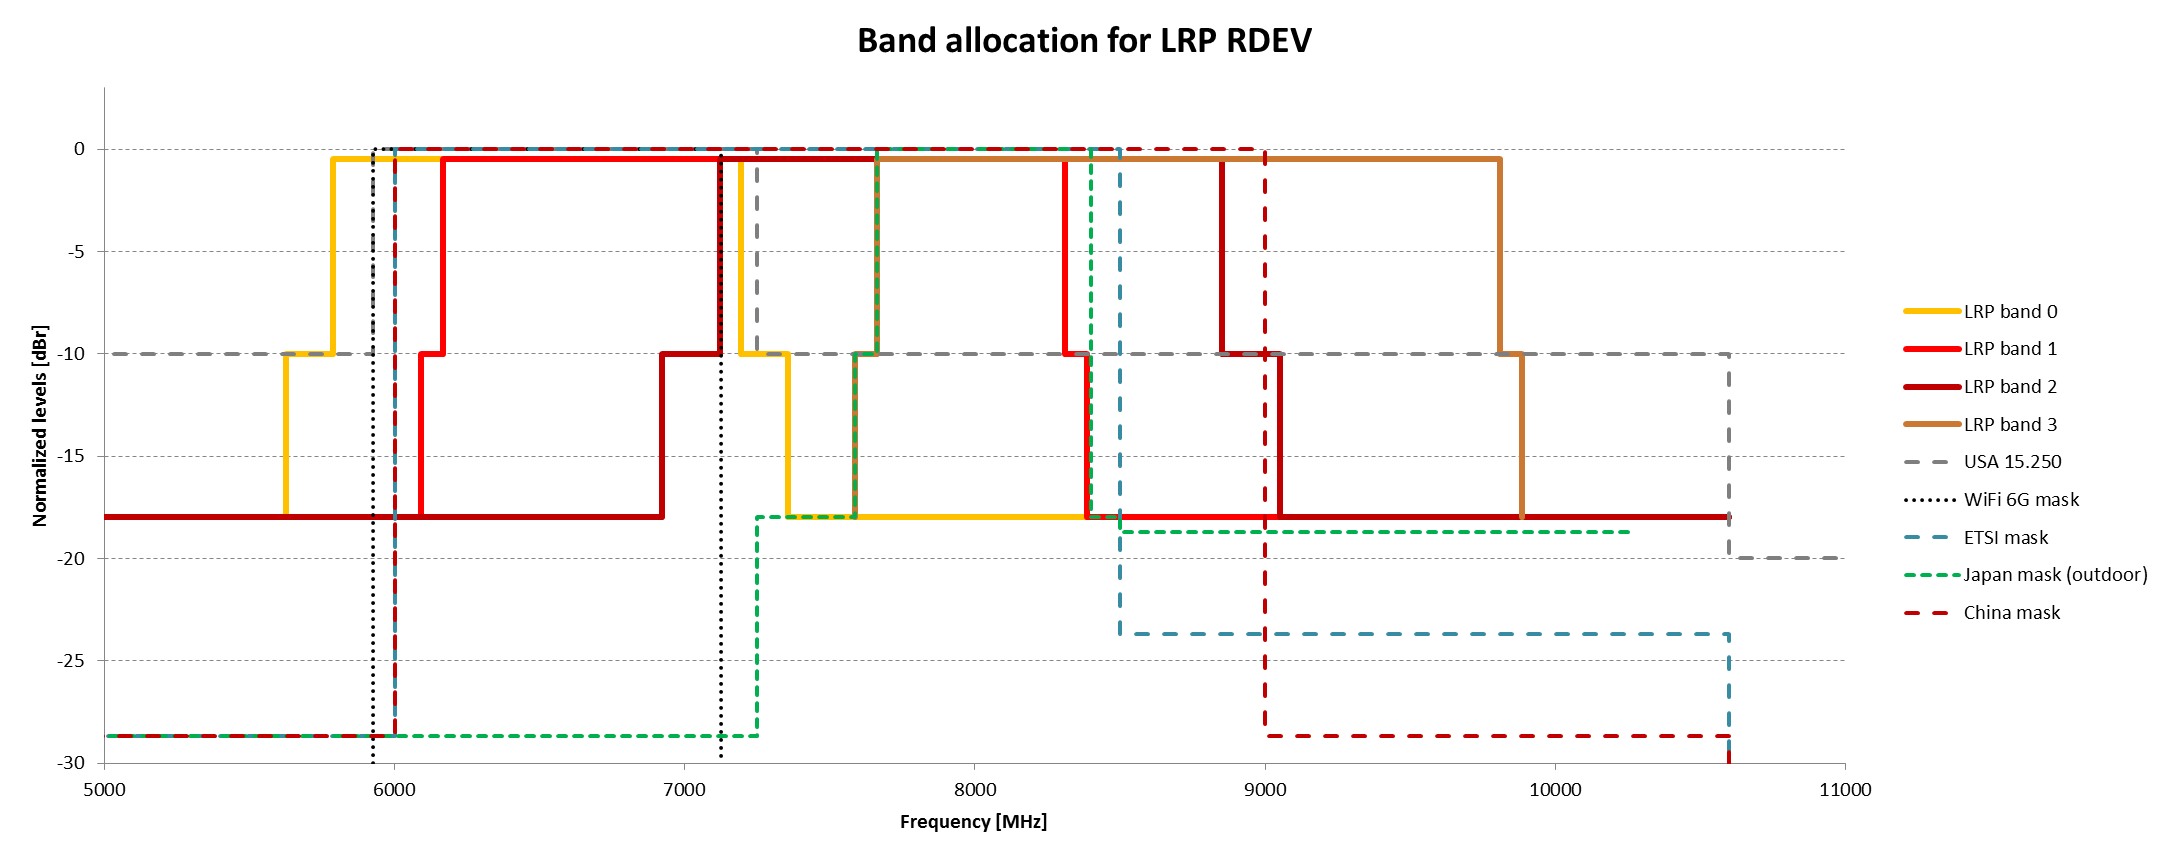 Band allocation for LRP RDEV
Normalized levels [dBr]
0
-5
-10
-15
-20
-25
-30
5000 6000 7000 8000 9000 10000 11000
Frequency [MHz]
LRP band 0
LRP band 1
LRP band 2
LRP band 3
USA 15.250
WiFi 6G mask
ETSI mask
Japan mask (outdoor)
China mask